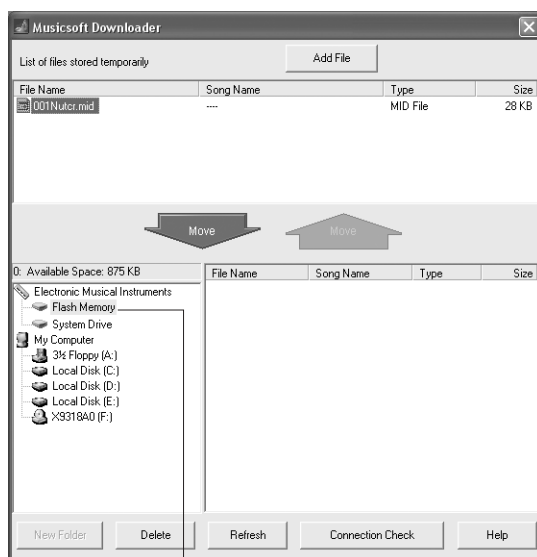 Musicsoft Downloader
List of files stored temporarily
Add File
File Name Song Name Type Size
001Nutcr.mid ---- MID File 28 KB
Move Move
0: Available Space: 875 KB
File Name Song Name Type Size
Electronic Musical Instruments
Flash Memory
System Drive
My Computer
3½ Floppy (A:)
Local Disk (C:)
Local Disk (D:)
Local Disk (E:)
X9318A0 (F:)
New Folder Delete Refresh Connection Check Help